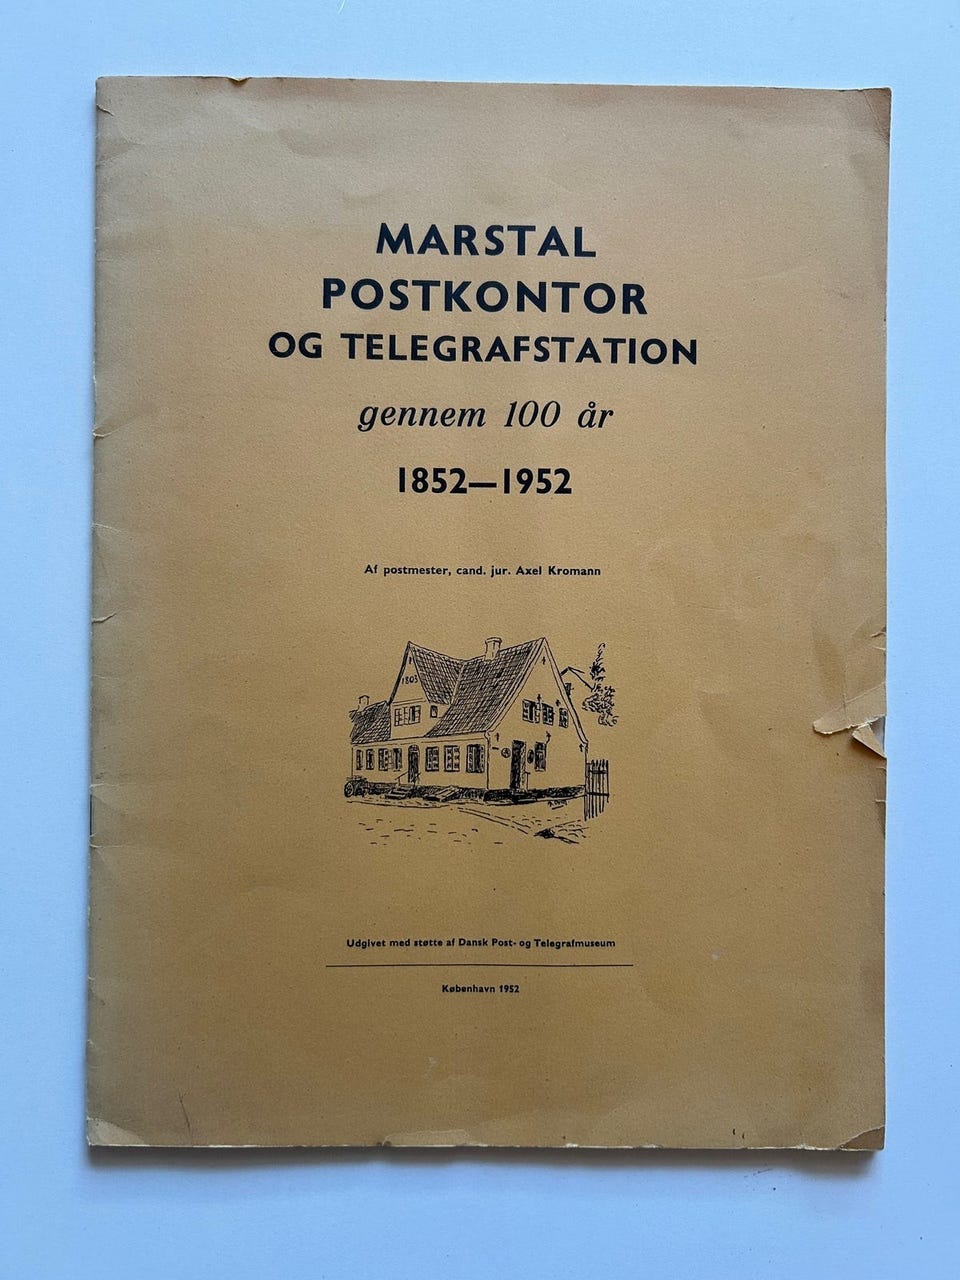 MARSTAL
POSTKONTOR
OG TELEGRAFSTATION
gennem 100 år
1852—1952
Af postmester, cand. jur. Axel Kromann
1803
Udgivet med støtte af Dansk Post- og Telegrafmuseum
København 1952